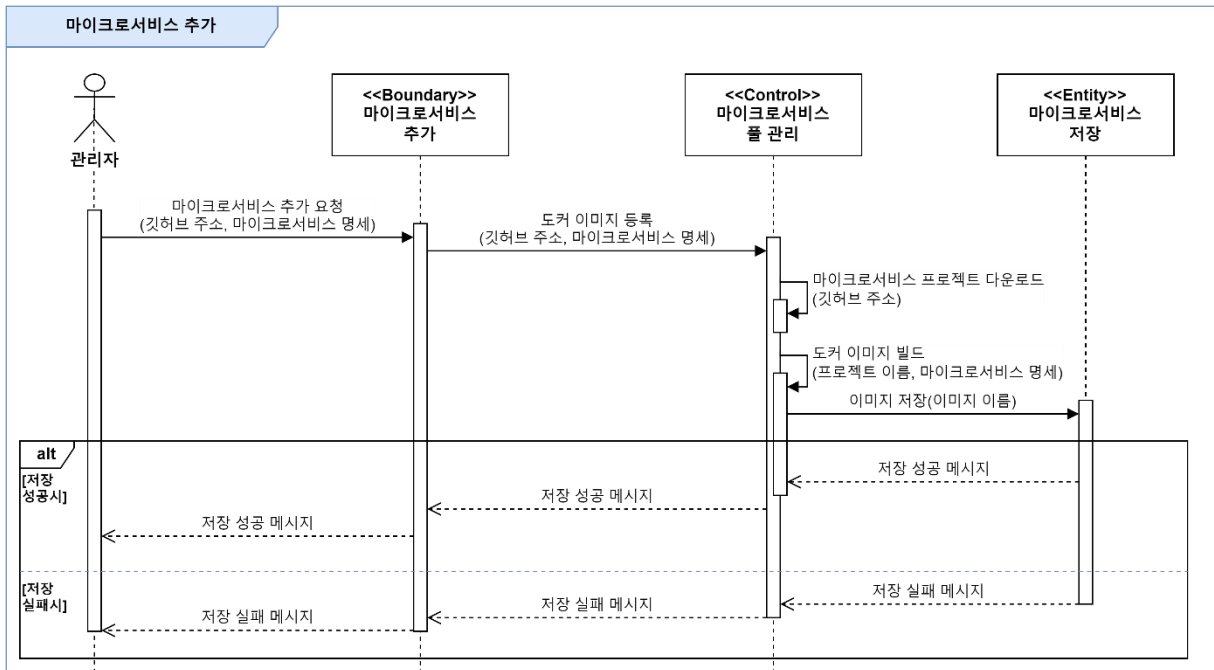 마이크로서비스 추가
관리자
<<Boundary>>
마이크로서비스
추가
<<Control>>
마이크로서비스
풀 관리
<<Entity>>
마이크로서비스
저장
마이크로서비스 추가 요청
(깃허브 주소, 마이크로서비스 명세)
도커 이미지 등록
(깃허브 주소, 마이크로서비스 명세)
마이크로서비스 프로젝트 다운로드
(깃허브 주소)
도커 이미지 빌드
(프로젝트 이름, 마이크로서비스 명세)
이미지 저장(이미지 이름)
alt
[저장
성공시]
저장 성공 메시지
저장 성공 메시지
저장 성공 메시지
[저장
실패시]
저장 실패 메시지
저장 실패 메시지
저장 실패 메시지